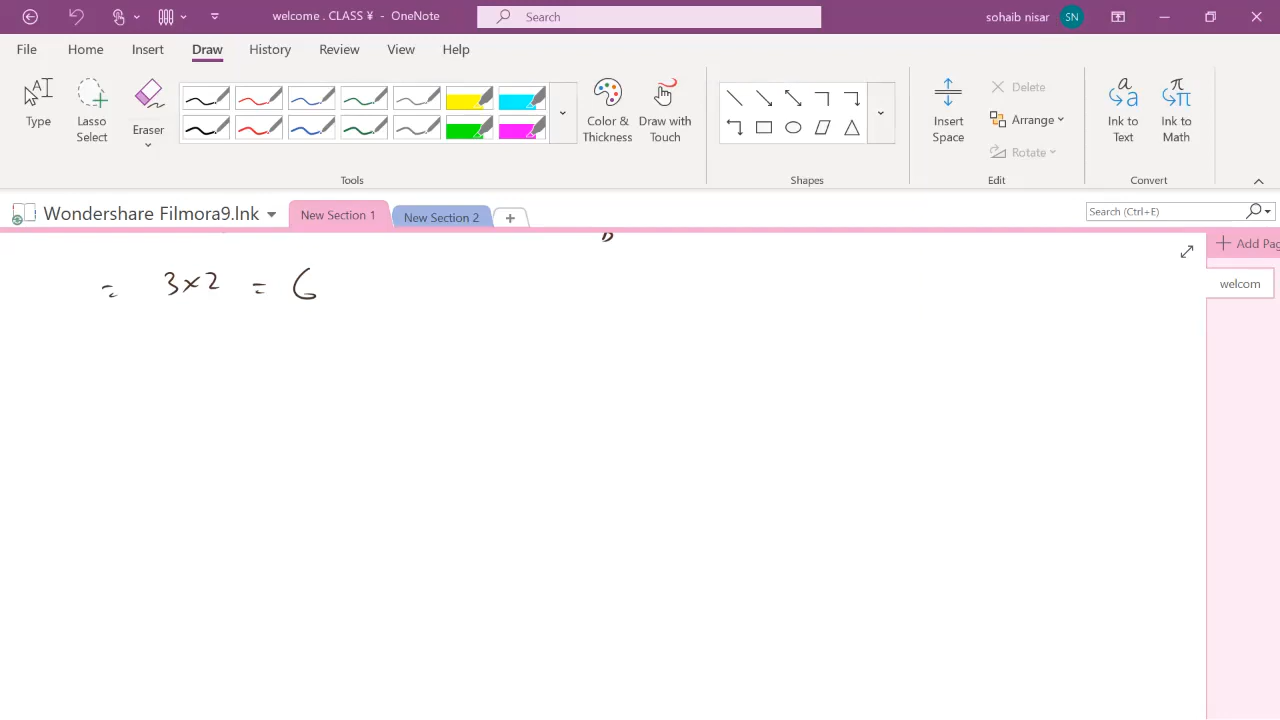 welcome . CLASS ¥ - OneNote
Search
sohaib nisar
SN
File Home Insert Draw History Review View Help
Type
Lasso Select
Eraser
Color & Thickness
Draw with Touch
Insert Space
Delete
Arrange
Rotate
Ink to Text
Ink to Math
Tools
Shapes
Edit
Convert
Wondershare Filmora9.lnk
New Section 1
New Section 2
Search (Ctrl+E)
Add Pag
welcom
= 3×2 = 6